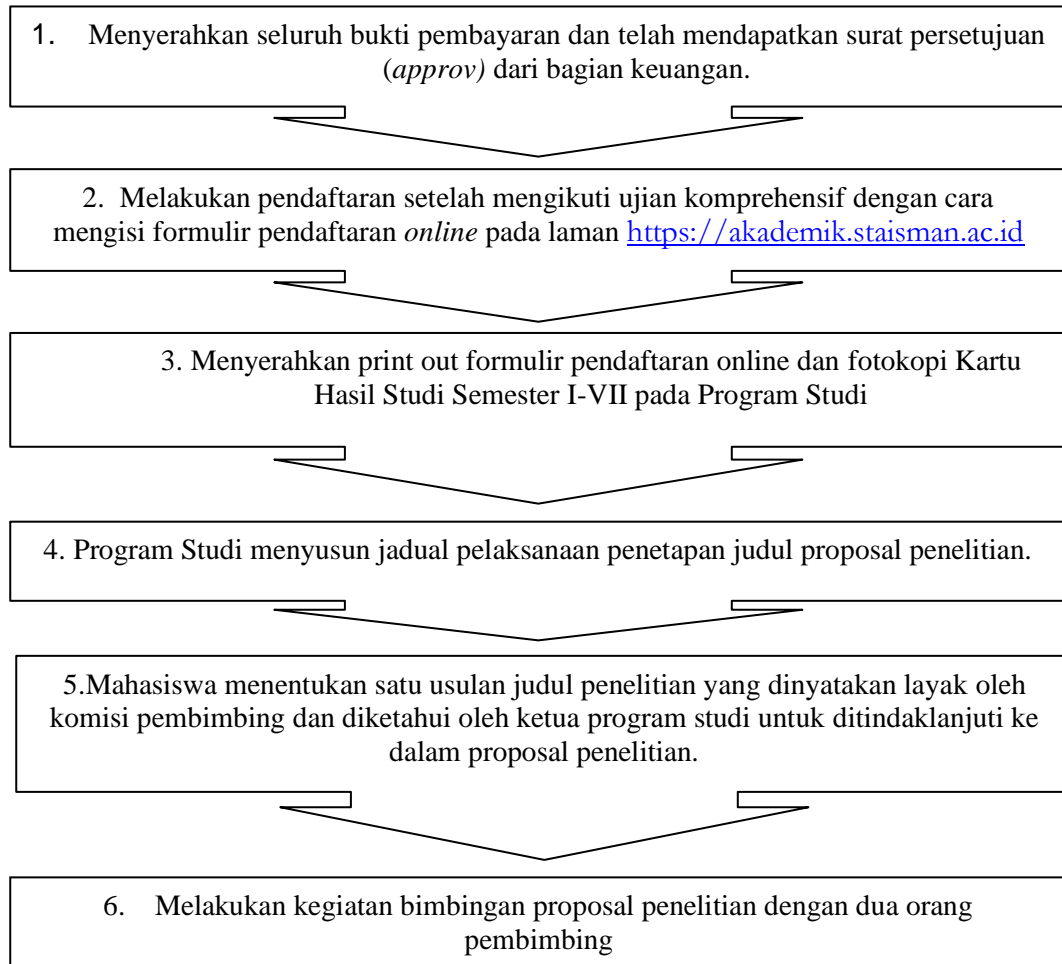 1. Menyerahkan seluruh bukti pembayaran dan telah mendapatkan surat persetujuan
(approv) dari bagian keuangan.
2. Melakukan pendaftaran setelah mengikuti ujian komprehensif dengan cara
mengisi formulir pendaftaran online pada laman https://akademik.staisman.ac.id
3. Menyerahkan print out formulir pendaftaran online dan fotokopi Kartu
Hasil Studi Semester I-VII pada Program Studi
4. Program Studi menyusun jadual pelaksanaan penetapan judul proposal penelitian.
5.Mahasiswa menentukan satu usulan judul penelitian yang dinyatakan layak oleh
komisi pembimbing dan diketahui oleh ketua program studi untuk ditindaklanjuti ke
dalam proposal penelitian.
6. Melakukan kegiatan bimbingan proposal penelitian dengan dua orang
pembimbing